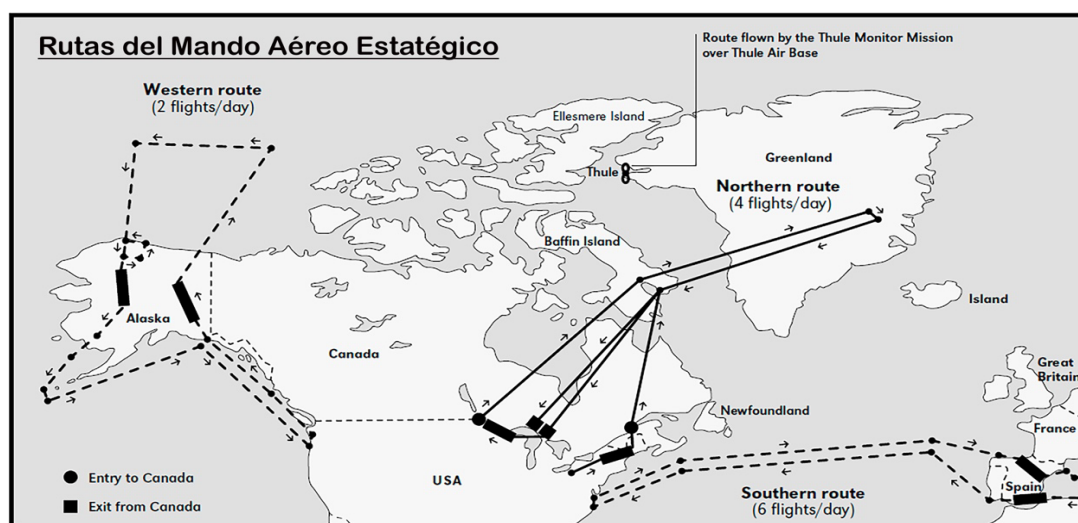 Rutas del Mando Aéreo Estatégico
Route flown by the Thule Monitor Mission
over Thule Air Base
Western route
(2 flights/day)
Ellesmere Island
Greenland
Thule
Northern route
(4 flights/day)
Baffin Island
Island
Alaska
Canada
Great
Britain
Newfoundland
France
Entry to Canada
USA
Spain
Southern route
(6 flights/day)
Exit from Canada